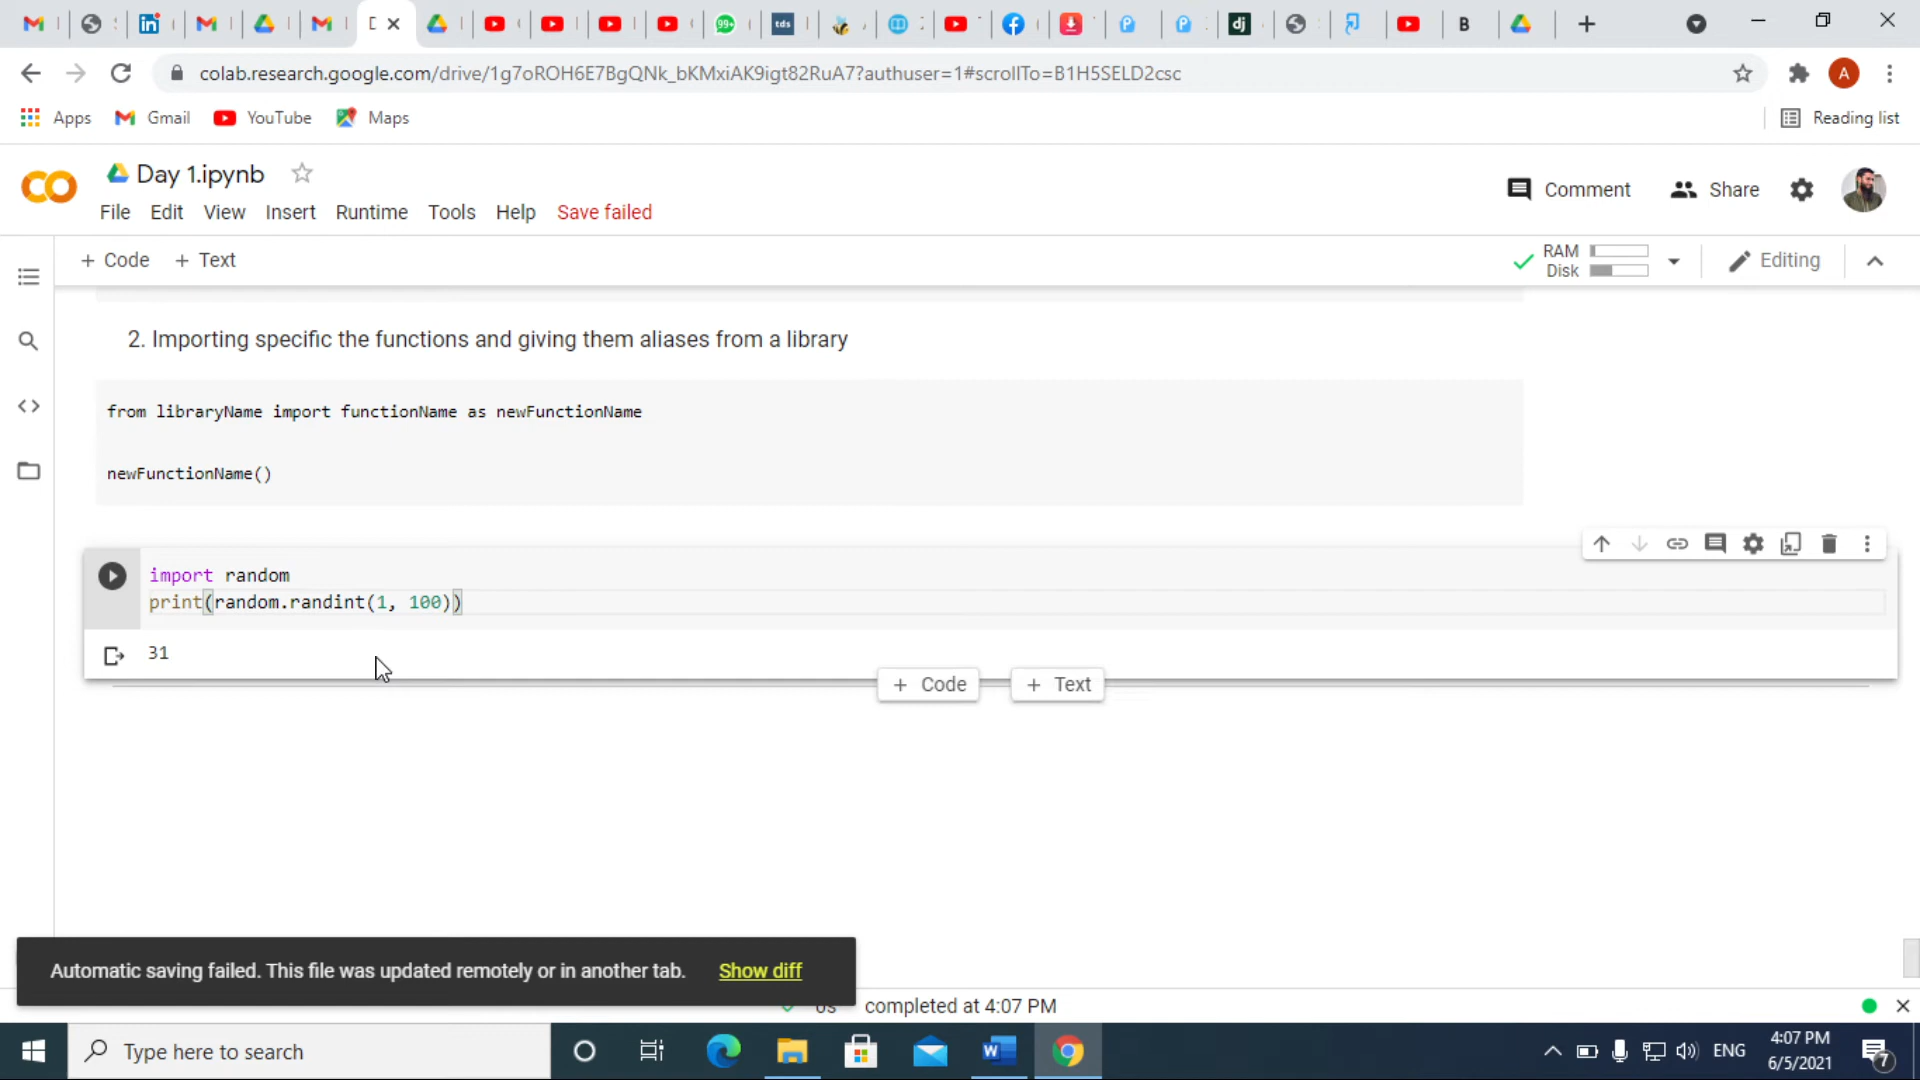 colab.research.google.com/drive/1g7oROH6E7BgQNk_bKMxiAK9igt82RuA7?authuser=1#scrollTo=B1H5SELD2csc
Apps Gmail YouTube Maps Reading list
Day 1.ipynb
Comment Share
File Edit View Insert Runtime Tools Help Save failed
+ Code + Text RAM Disk Editing
2. Importing specific the functions and giving them aliases from a library
from libraryName import functionName as newFunctionName
newFunctionName()
import random
print(random.randint(1, 100))
31
+ Code + Text
Automatic saving failed. This file was updated remotely or in another tab. Show diff
completed at 4:07 PM
Type here to search
ENG
4:07 PM
6/5/2021
7